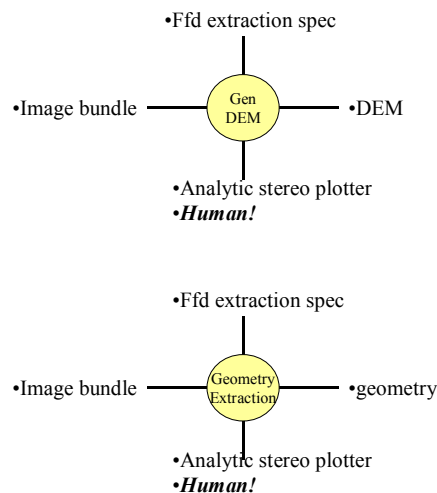 •Ffd extraction spec
•Image bundle
Gen
DEM
•DEM
•Analytic stereo plotter
•Human!
•Ffd extraction spec
•Image bundle
Geometry
Extraction
•geometry
•Analytic stereo plotter
•Human!